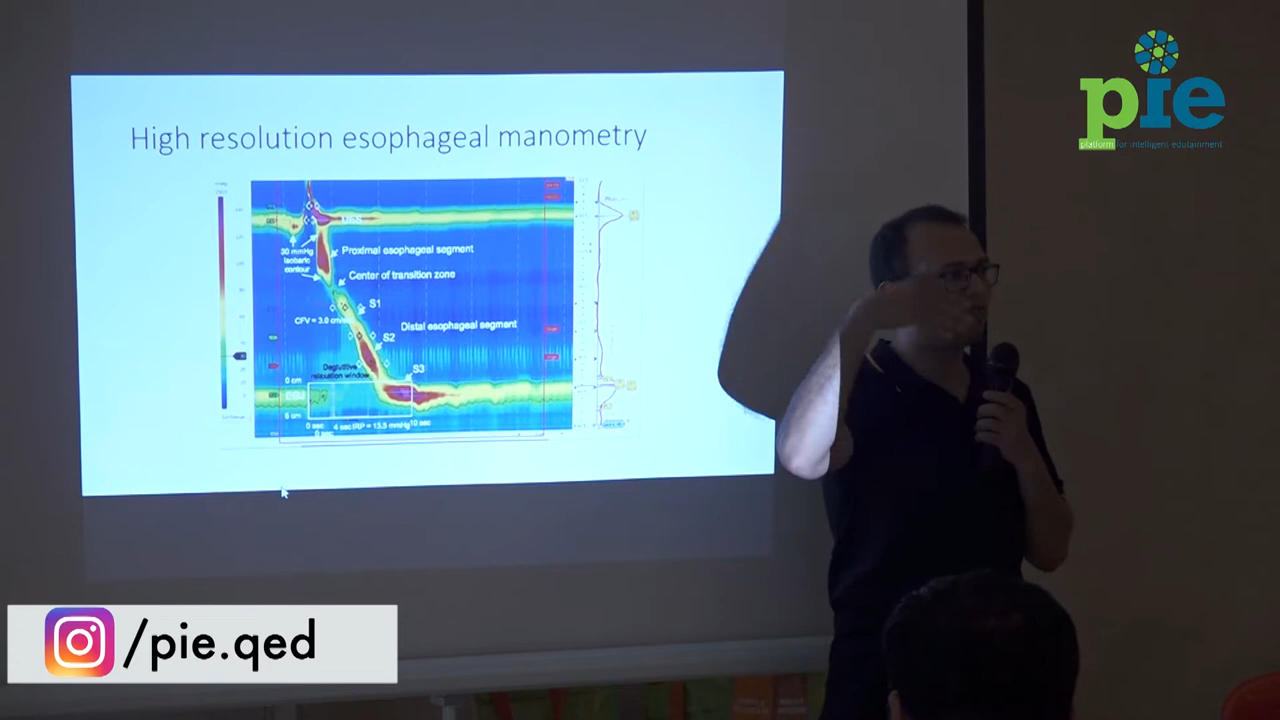 pie
platform for intelligent edutainment
High resolution esophageal manometry
30 mmHg
Isobaric
contour
Proximal esophageal segment
Center of transition zone
S1
CFV = 3.0 cm/s
Distal esophageal segment
S2
Deglutitive
relaxation window
S3
0 cm
EGJ
6 cm
0 sec
4 sec IRP = 13.5 mmHg
10 sec
/pie.qed